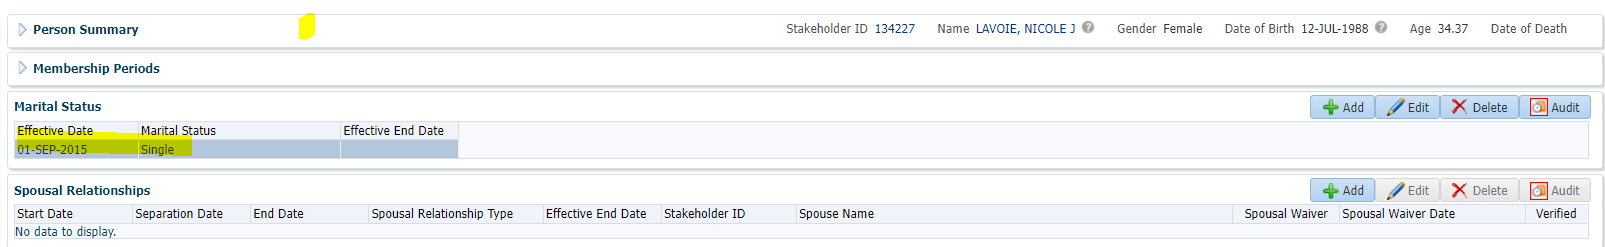 Person Summary Stakeholder ID 134227 Name LAVOIE, NICOLE J Gender Female Date of Birth 12-JUL-1988 Age 34.37 Date of Death
Membership Periods
Marital Status Add Edit Delete Audit
Effective Date Marital Status Effective End Date
01-SEP-2015 Single
Spousal Relationships Add Edit Delete Audit
Start Date Separation Date End Date Spousal Relationship Type Effective End Date Stakeholder ID Spouse Name Spousal Waiver Spousal Waiver Date Verified
No data to display.